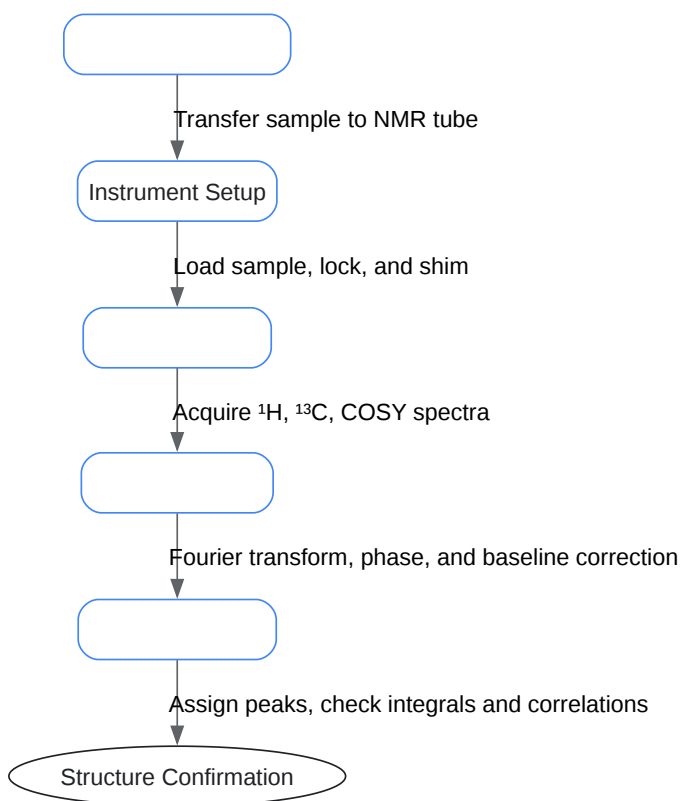 Transfer sample to NMR tube
Instrument Setup
Load sample, lock, and shim
Acquire ¹H, ¹³C, COSY spectra
Fourier transform, phase, and baseline correction
Assign peaks, check integrals and correlations
Structure Confirmation